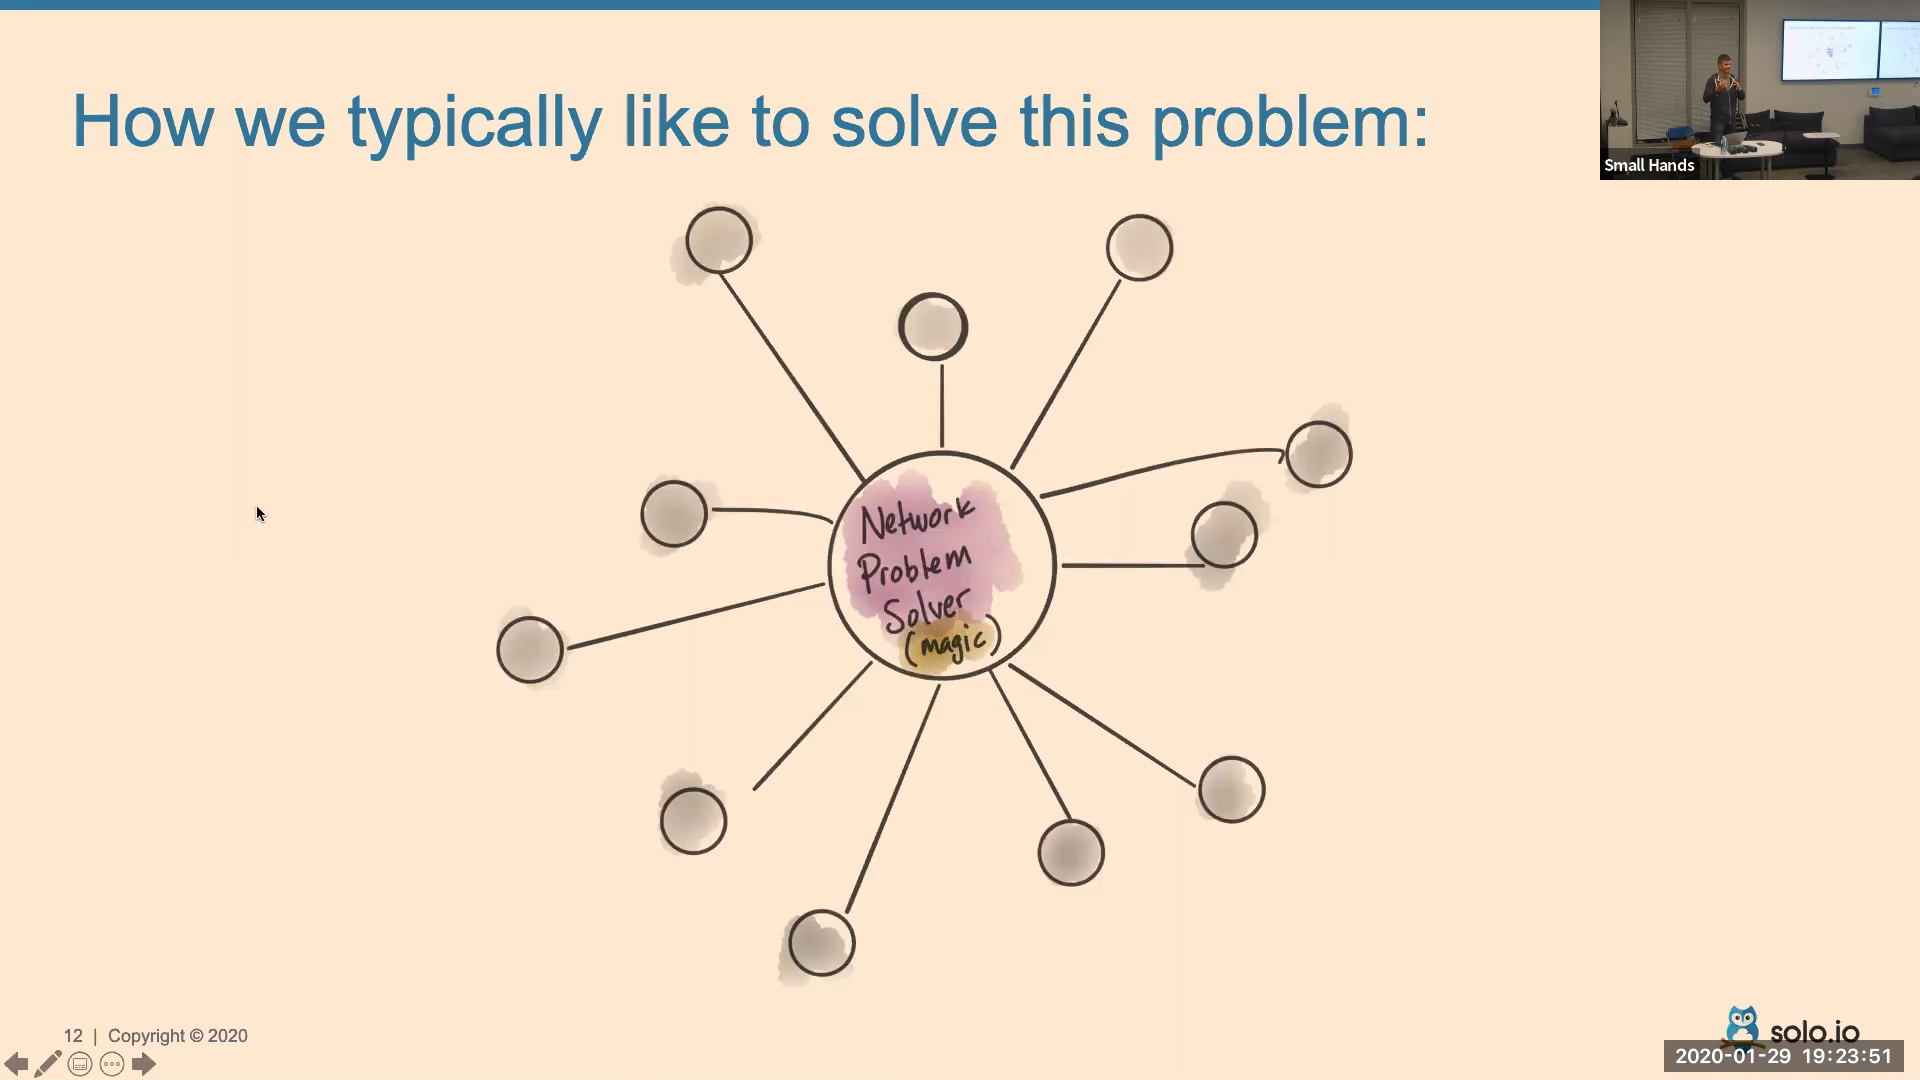 How we typically like to solve this problem:
Small Hands
Network
Problem
Solver
(magic)
12 | Copyright © 2020
solo.io
2020-01-29 19:23:51